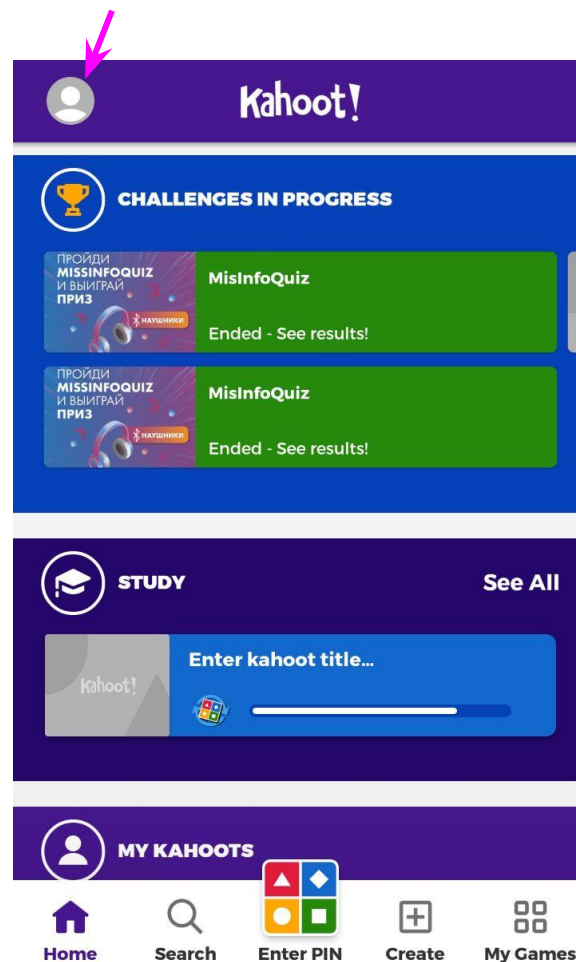 Kahoot!
CHALLENGES IN PROGRESS
ПРОЙДИ
MISSINFOQUIZ
И ВЫИГРАЙ
ПРИЗ
НАУШНИКИ
MisInfoQuiz
Ended - See results!
ПРОЙДИ
MISSINFOQUIZ
И ВЫИГРАЙ
ПРИЗ
НАУШНИКИ
MisInfoQuiz
Ended - See results!
STUDY
See All
Kahoot!
Enter kahoot title...
MY KAHOOTS
Home
Search
Enter PIN
Create
My Games